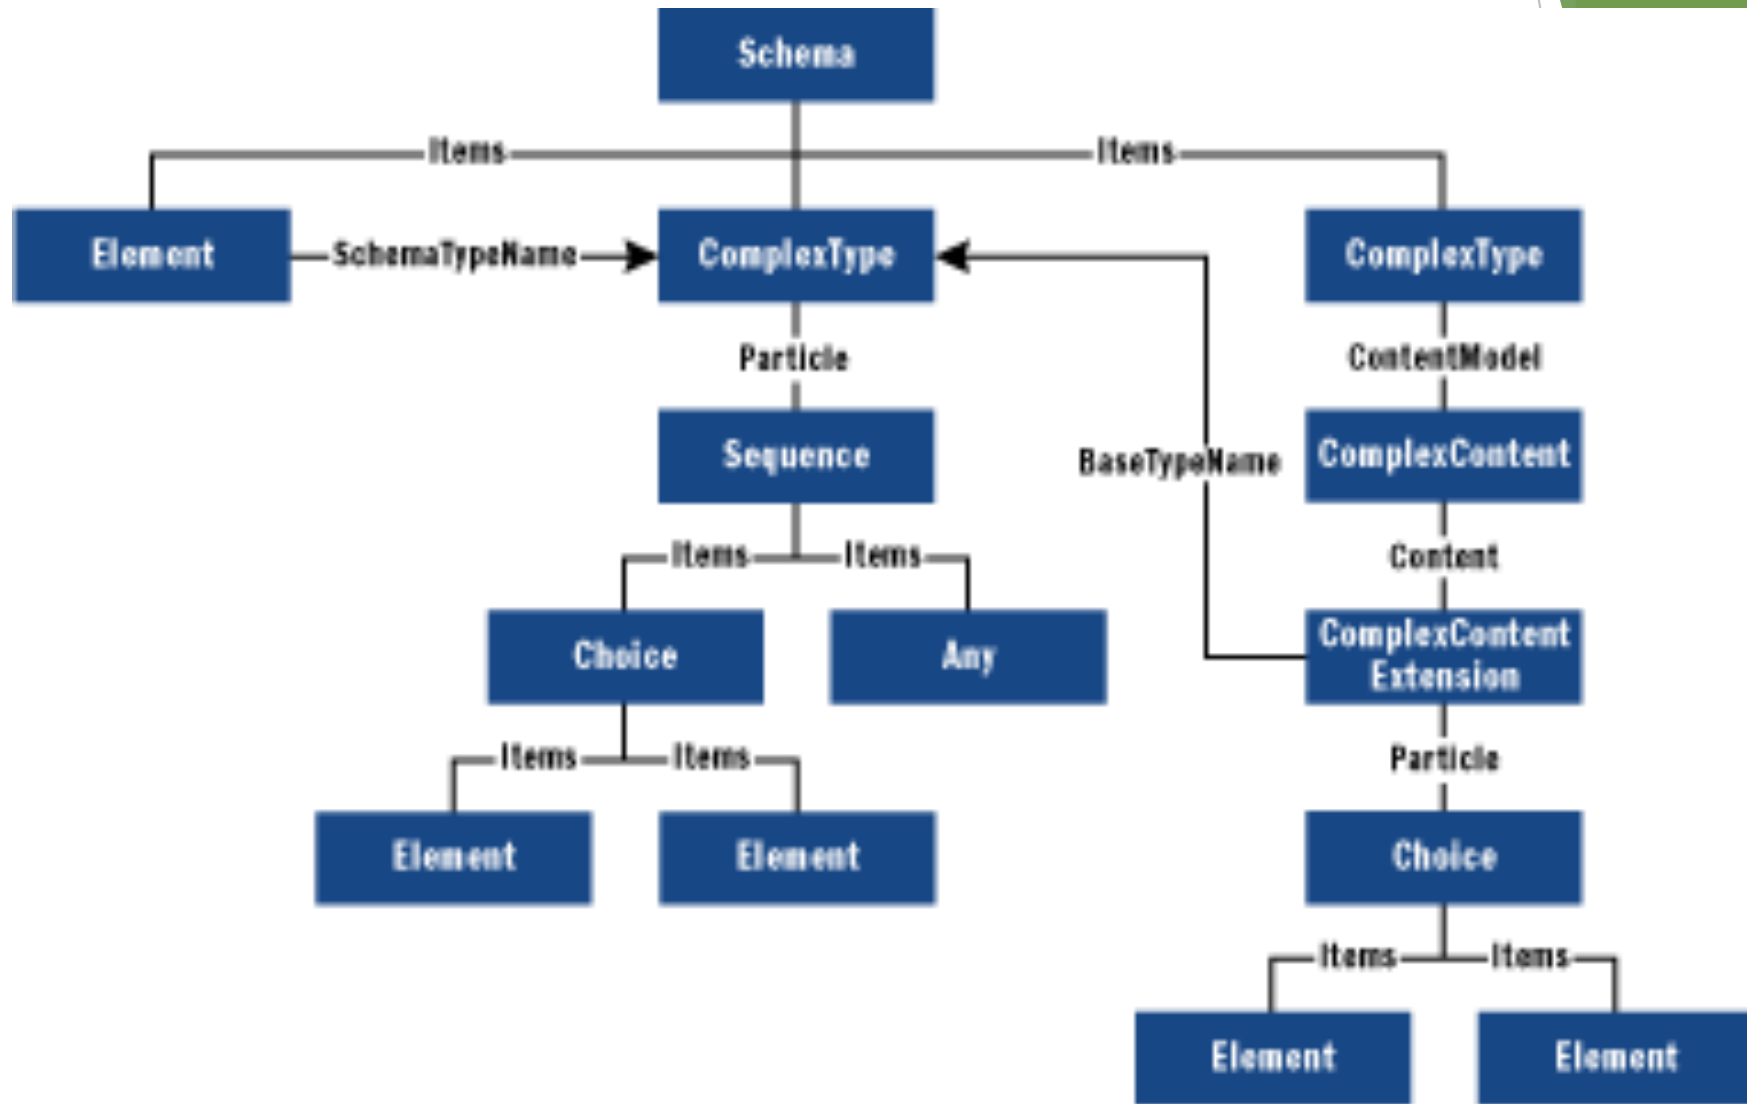 Schema
Items
Items
Element
SchemaTypeName
ComplexType
ComplexType
Particle
ContentModel
Sequence
BaseTypeName
ComplexContent
Items
Items
Content
Choice
Any
ComplexContent
Extension
Items
Items
Particle
Element
Element
Choice
Items
Items
Element
Element